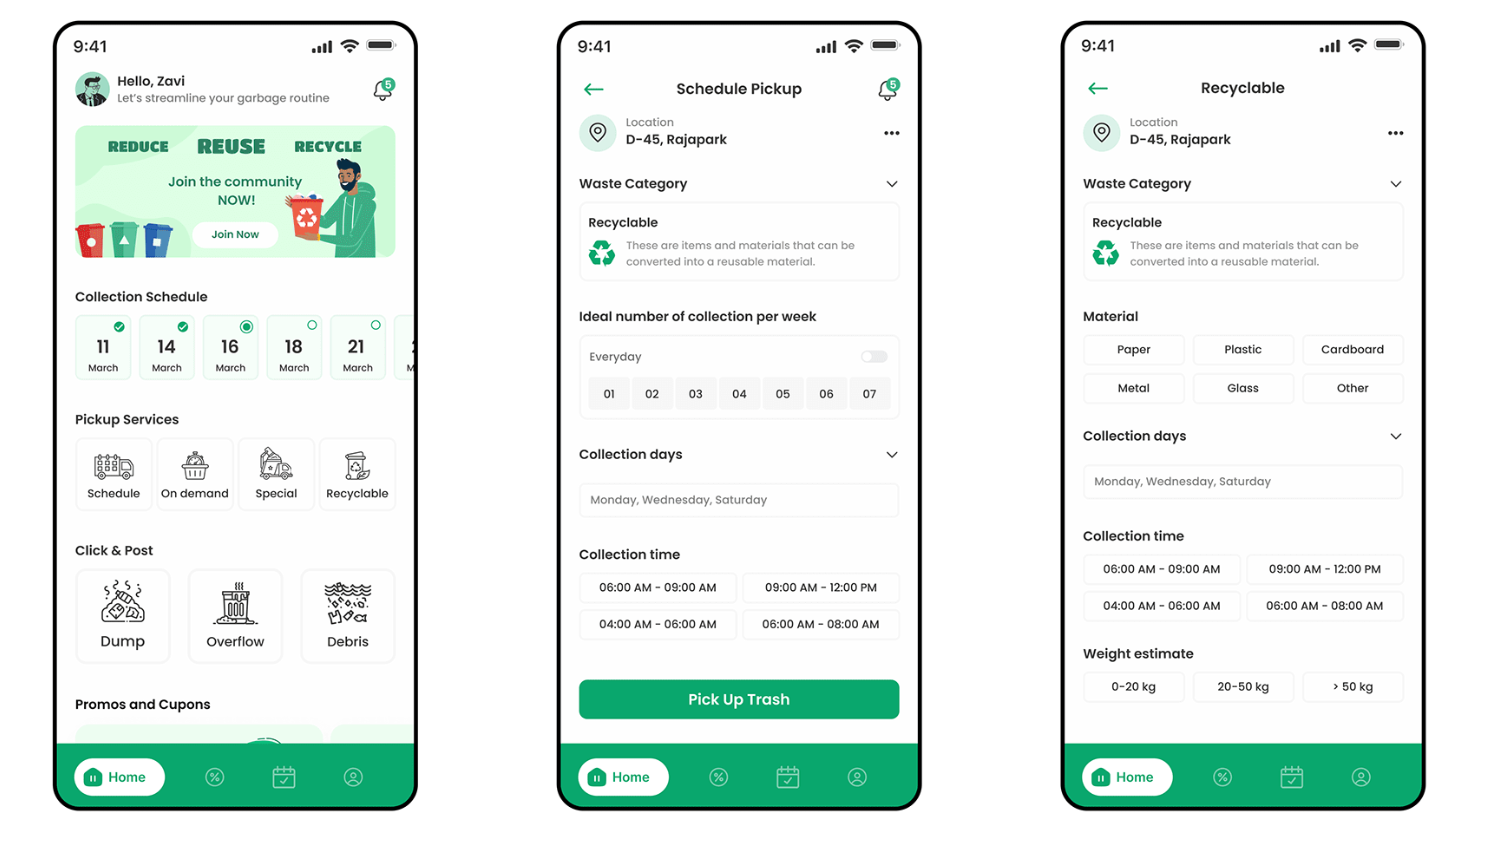 9:41
Hello, Zavi
Let's streamline your garbage routine
5
REDUCE REUSE RECYCLE
Join the community
NOW!
Join Now
Collection Schedule
11 14 16 18 21
March March March March March
Pickup Services
Schedule On demand Special Recyclable
Click & Post
Dump Overflow Debris
Promos and Cupons
Home
9:41
Schedule Pickup
5
Location
D-45, Rajapark
Waste Category
Recyclable
These are items and materials that can be
converted into a reusable material.
Ideal number of collection per week
Everyday
01 02 03 04 05 06 07
Collection days
Monday, Wednesday, Saturday
Collection time
06:00 AM - 09:00 AM 09:00 AM - 12:00 PM
04:00 AM - 06:00 AM 06:00 AM - 08:00 AM
Pick Up Trash
Home
9:41
Recyclable
Location
D-45, Rajapark
Waste Category
Recyclable
These are items and materials that can be
converted into a reusable material.
Material
Paper Plastic Cardboard
Metal Glass Other
Collection days
Monday, Wednesday, Saturday
Collection time
06:00 AM - 09:00 AM 09:00 AM - 12:00 PM
04:00 AM - 06:00 AM 06:00 AM - 08:00 AM
Weight estimate
0-20 kg 20-50 kg > 50 kg
Home